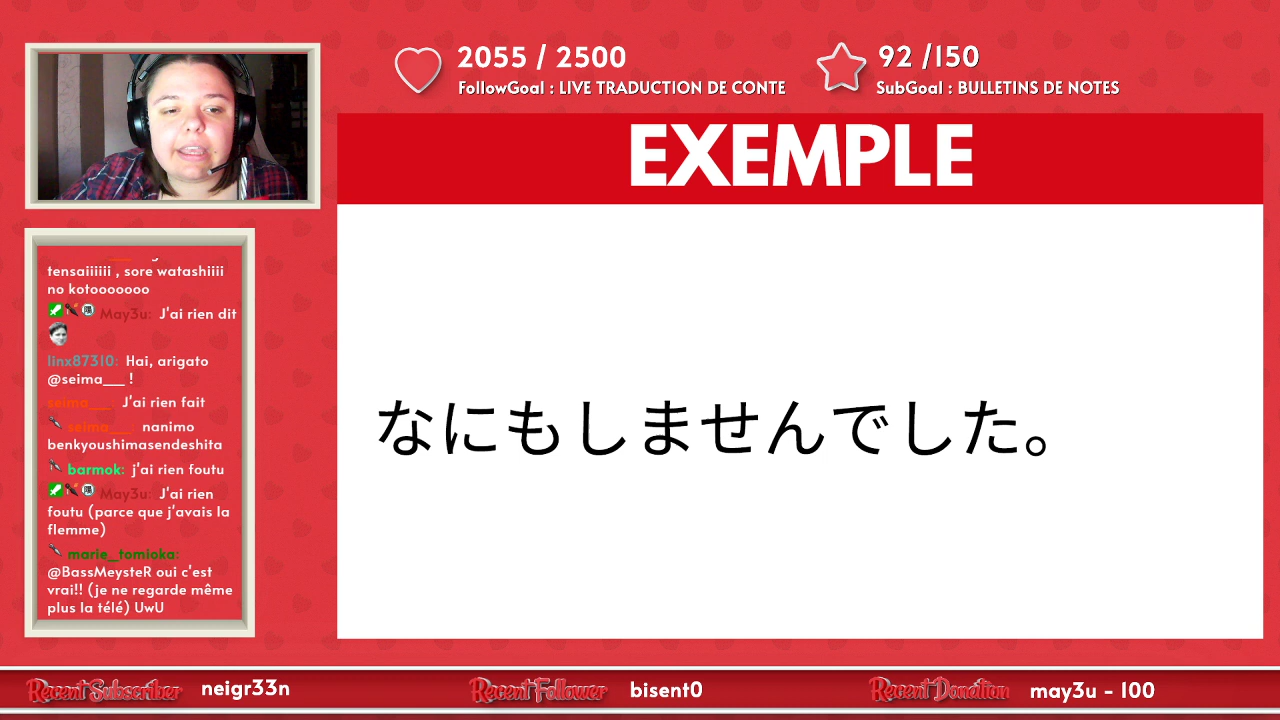 2055 / 2500
FollowGoal : LIVE TRADUCTION DE CONTE
92 /150
SubGoal : BULLETINS DE NOTES
EXEMPLE
なにもしませんでした。
tensaiiiiii , sore watashiiii
no kotooooooo
May3u: J'ai rien dit
linx87310: Hai, arigato
@seima___ !
seima___: J'ai rien fait
seima___: nanimo
benkyoushimasendeshita
barmok: j'ai rien foutu
May3u: J'ai rien
foutu (parce que j'avais la
flemme)
marie_tomioka:
@BassMeysteR oui c'est
vrai!! (je ne regarde même
plus la télé) UwU
Recent Subscriber neigr33n
Recent Follower bisent0
Recent Donation may3u - 100